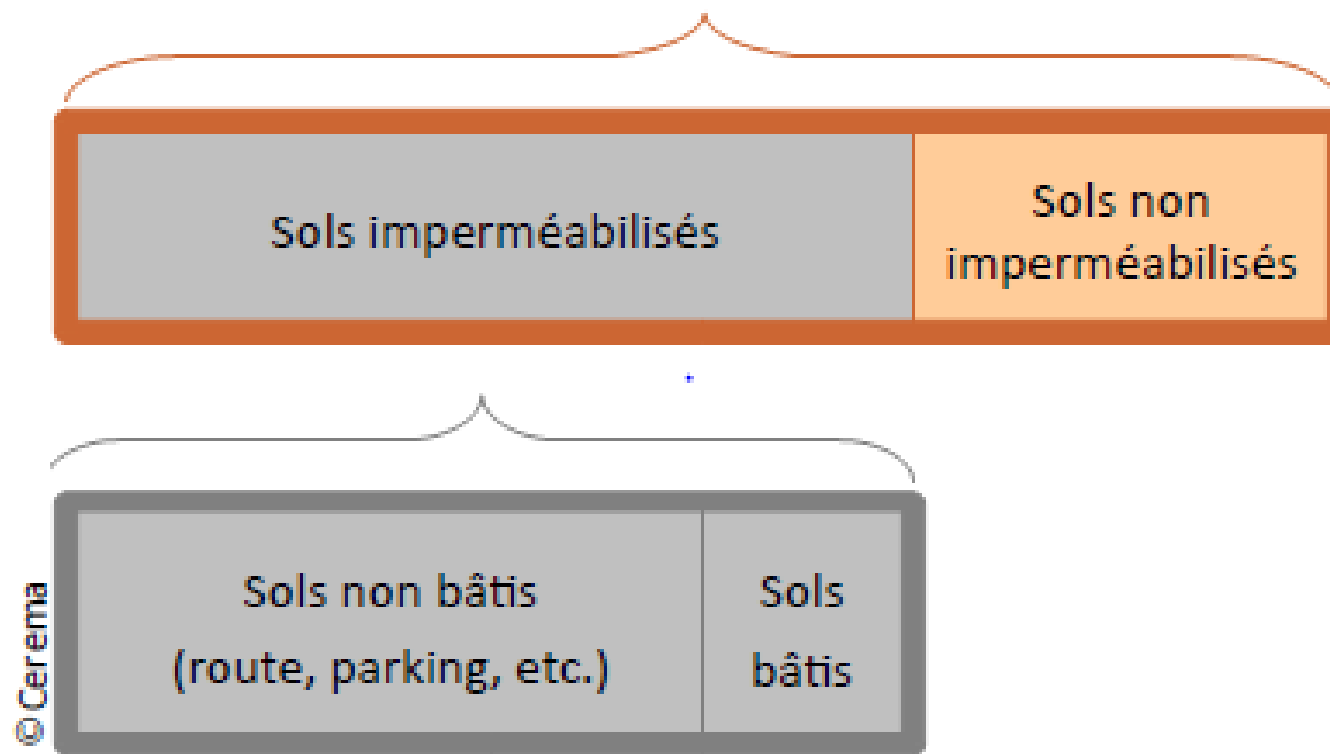 Sols imperméabilisés
Sols non
imperméabilisés
Sols non bâtis
(route, parking, etc.)
Sols
bâtis
©Cerema